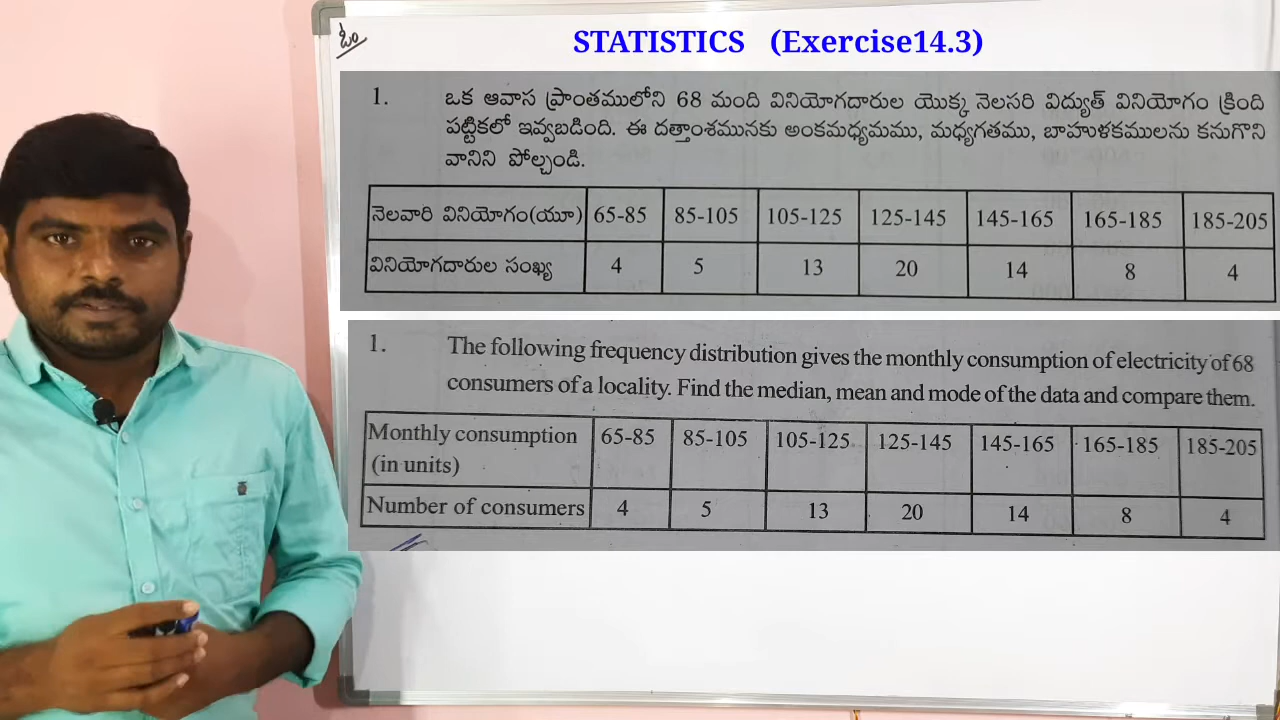 ఓం
STATISTICS (Exercise14.3)
1. ఒక ఆవాస ప్రాంతములోని 68 మంది వినియోగదారుల యొక్క నెలసరి విద్యుత్ వినియోగం క్రింది
పట్టికలో ఇవ్వబడింది. ఈ దత్తాంశమునకు అంకమధ్యమము, మధ్యగతము, బాహుళకములను కనుగొని
వానిని పోల్చండి.
నెలవారి వినియోగం(యూ) 65-85 85-105 105-125 125-145 145-165 165-185 185-205
వినియోగదారుల సంఖ్య 4 5 13 20 14 8 4
1. The following frequency distribution gives the monthly consumption of electricity of 68
consumers of a locality. Find the median, mean and mode of the data and compare them.
Monthly consumption 65-85 85-105 105-125 125-145 145-165 165-185 185-205
(in units)
Number of consumers 4 5 13 20 14 8 4